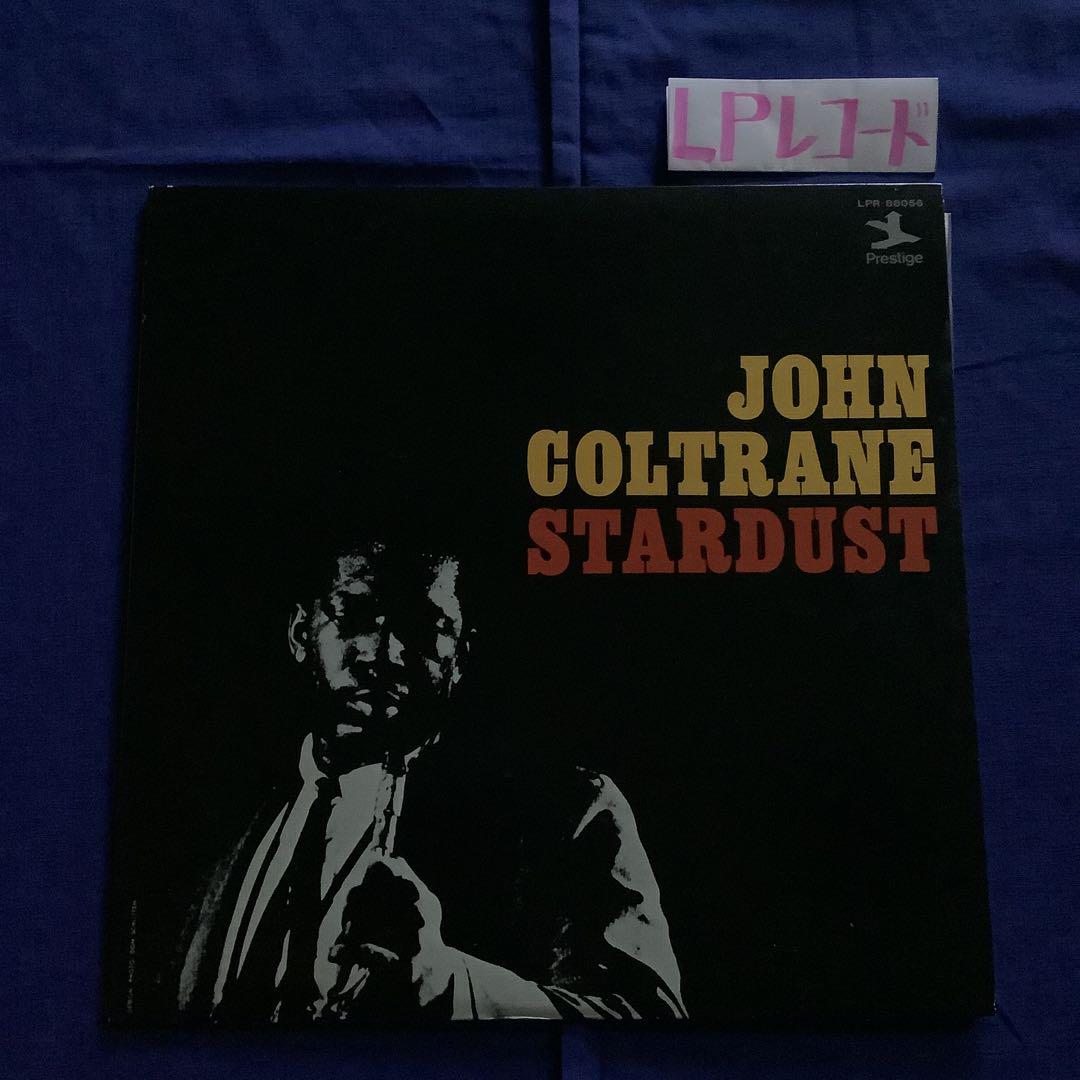 LPレコード
LPR-88056
Prestige
JOHN
COLTRANE
STARDUST